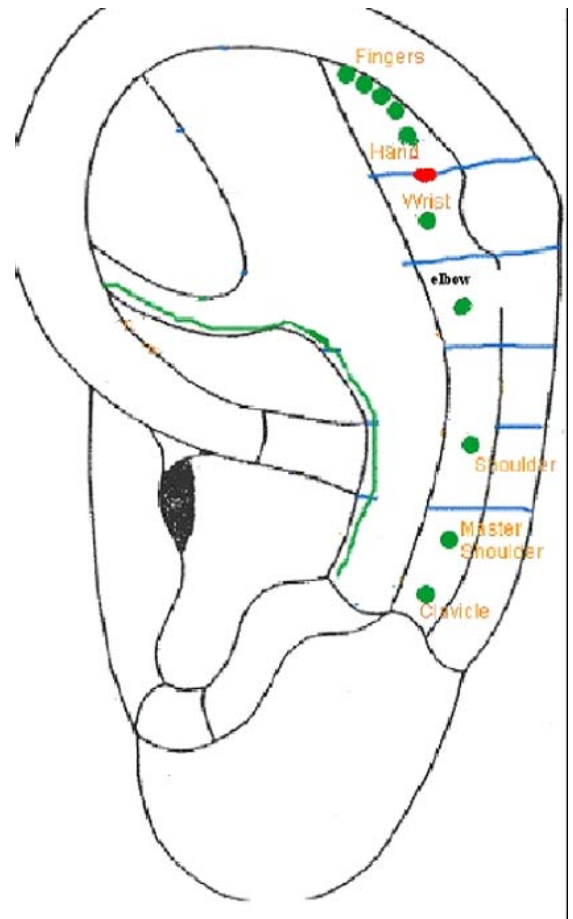 Fingers
Hand
Wrist
elbow
Shoulder
Master
Shoulder
Clavicle